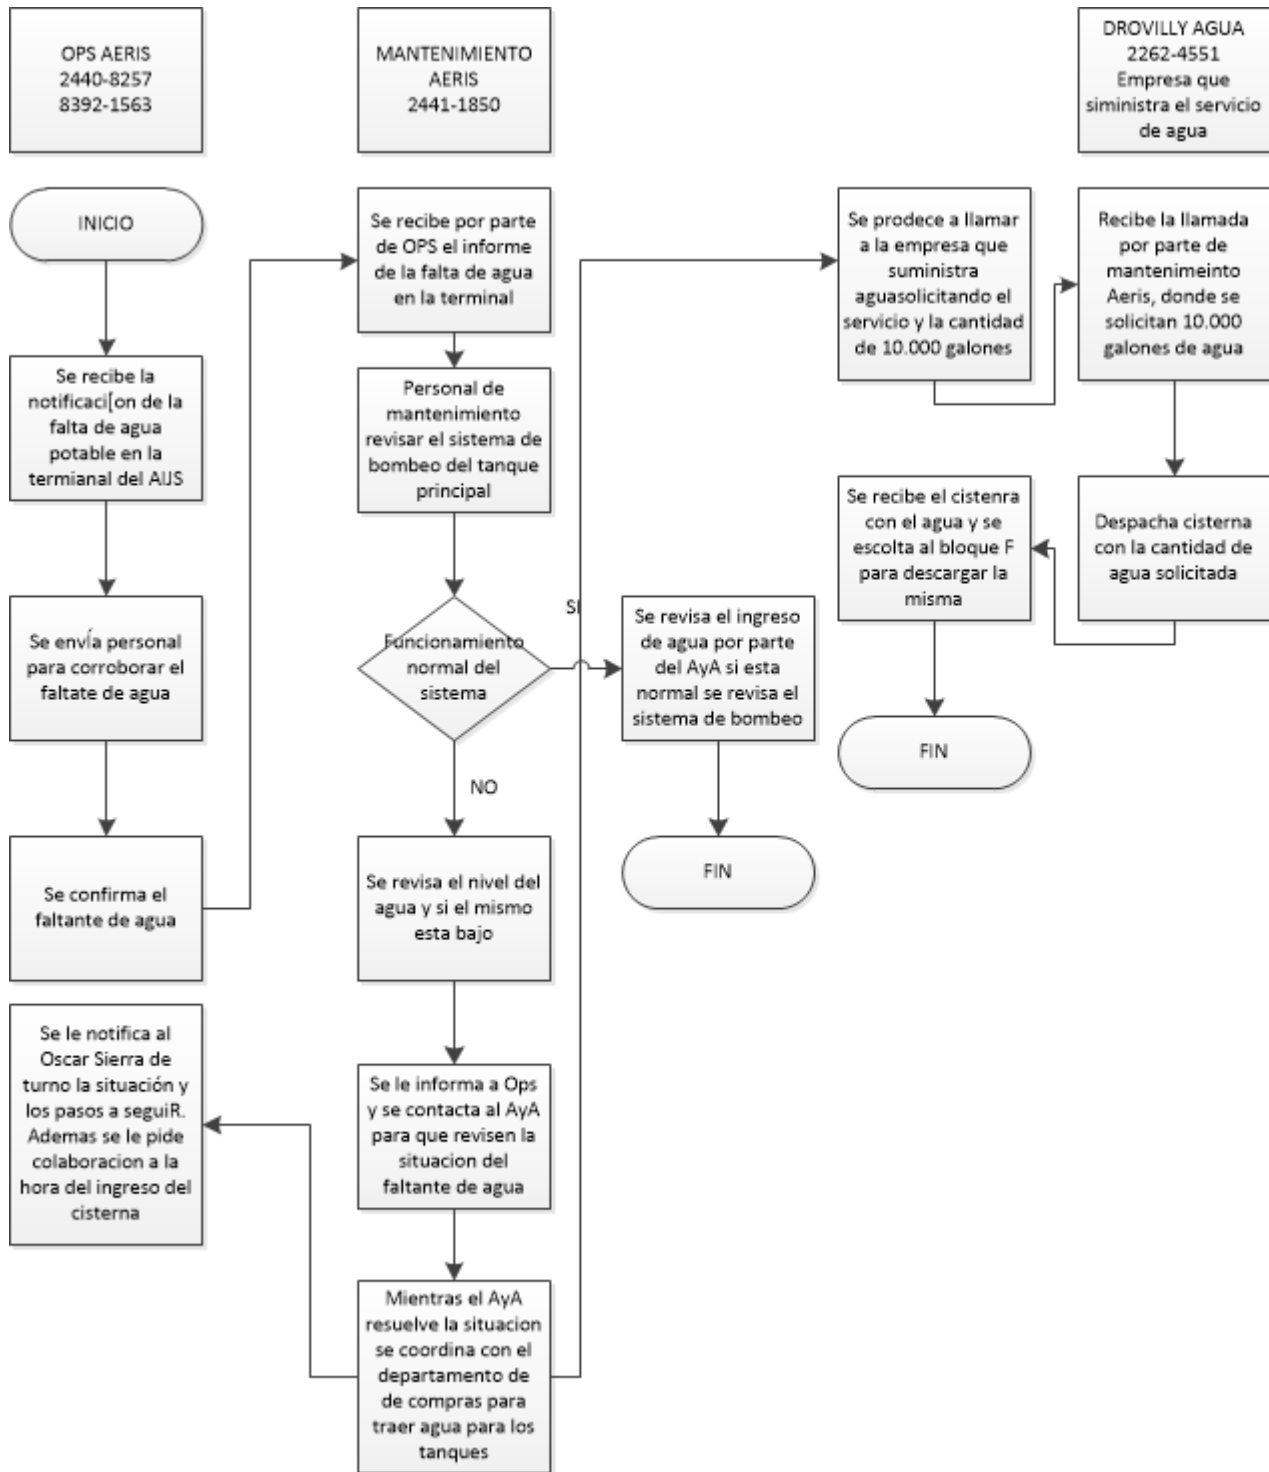 OPS AERIS
2440-8257
8392-1563
MANTENIMIENTO
AERIS
2441-1850
DROVILLY AGUA
2262-4551
Empresa que
siministra el servicio
de agua
INICIO
Se recibe la
notificaci[on de la
falta de agua
potable en la
termianal del AIJS
Se envía personal
para corroborar el
faltate de agua
Se confirma el
faltante de agua
Se le notifica al
Oscar Sierra de
turno la situación y
los pasos a seguiR.
Ademas se le pide
colaboracion a la
hora del ingreso del
cisterna
Se recibe por parte
de OPS el informe
de la falta de agua
en la terminal
Personal de
mantenimiento
revisar el sistema de
bombeo del tanque
principal
Funcionamiento
normal del
sistema
SI
NO
Se revisa el ingreso
de agua por parte
del AyA si esta
normal se revisa el
sistema de bombeo
FIN
Se revisa el nivel del
agua y si el mismo
esta bajo
Se le informa a Ops
y se contacta al AyA
para que revisen la
situacion del
faltante de agua
Mientras el AyA
resuelve la situacion
se coordina con el
departamento de
de compras para
traer agua para los
tanques
Se prodece a llamar
a la empresa que
suministra
aguasolicitando el
servicio y la cantidad
de 10.000 galones
Recibe la llamada
por parte de
mantenimeinto
Aeris, donde se
solicitan 10.000
galones de agua
Despacha cisterna
con la cantidad de
agua solicitada
Se recibe el cistenra
con el agua y se
escolta al bloque F
para descargar la
misma
FIN